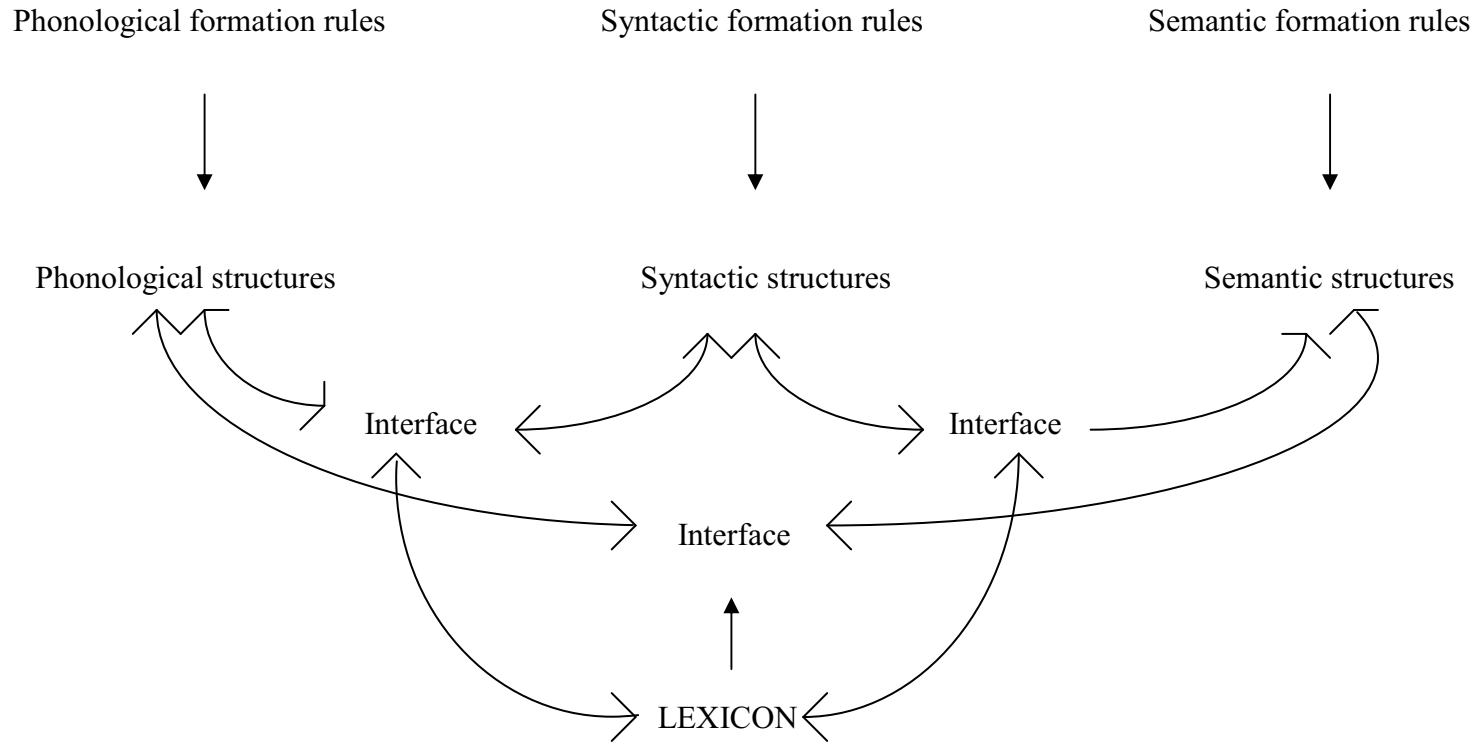 Phonological formation rules Syntactic formation rules Semantic formation rules
Phonological structures Syntactic structures Semantic structures
Interface Interface
Interface
LEXICON